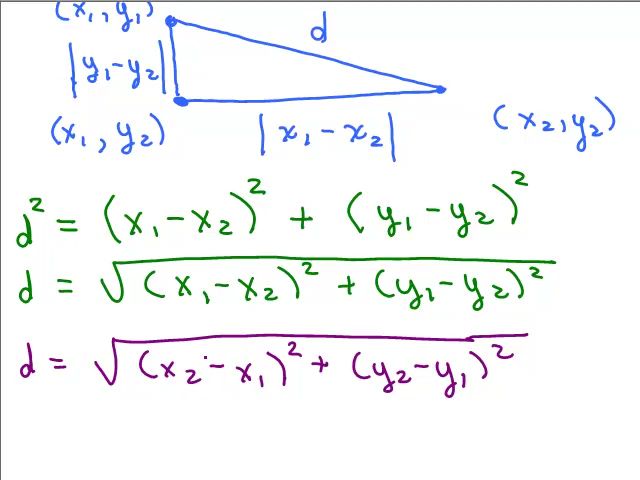 (x₁, y₁)
d
|y₁ - y₂|
(x₁, y₂)
|x₁ - x₂|
(x₂, y₂)
d² = (x₁ - x₂)² + (y₁ - y₂)²
d = √((x₁ - x₂)² + (y₁ - y₂)²)
d = √((x₂ - x₁)² + (y₂ - y₁)²)